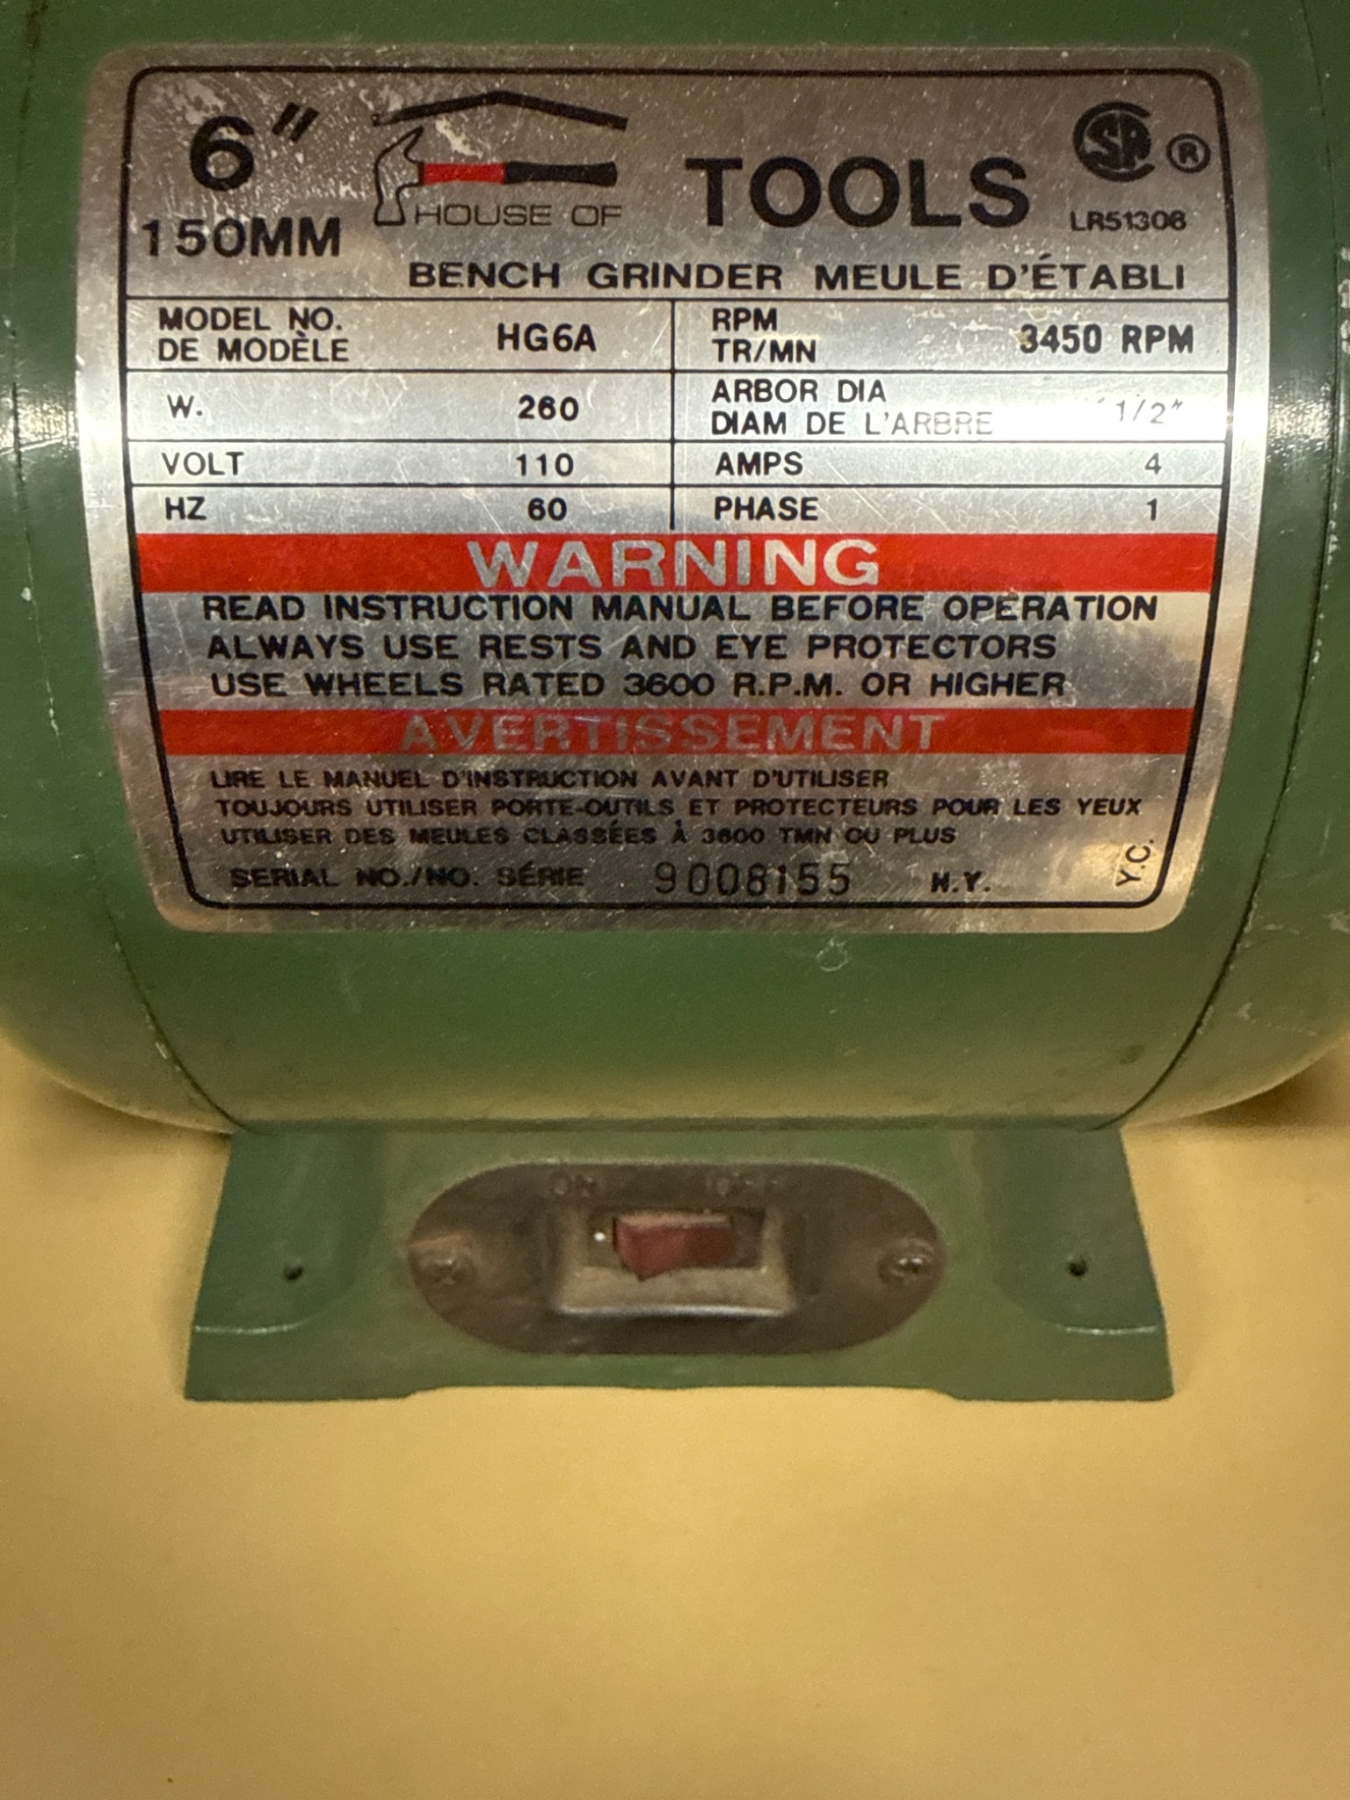 6"
150MM
HOUSE OF TOOLS
®
LR51308
BENCH GRINDER MEULE D'ÉTABLI
MODEL NO.
DE MODÈLE
HG6A
RPM
TR/MN
3450 RPM
W. 260
ARBOR DIA
DIAM DE L'ARBRE
1/2"
VOLT 110
AMPS 4
HZ 60
PHASE 1
WARNING
READ INSTRUCTION MANUAL BEFORE OPERATION
ALWAYS USE RESTS AND EYE PROTECTORS
USE WHEELS RATED 3600 R.P.M. OR HIGHER
AVERTISSEMENT
LIRE LE MANUEL D'INSTRUCTION AVANT D'UTILISER
TOUJOURS UTILISER PORTE-OUTILS ET PROTECTEURS POUR LES YEUX
UTILISER DES MEULES CLASSÉES À 3600 TMN OU PLUS
SERIAL NO./NO. SÉRIE 9008155 H.Y.
Y.C.
ON OFF